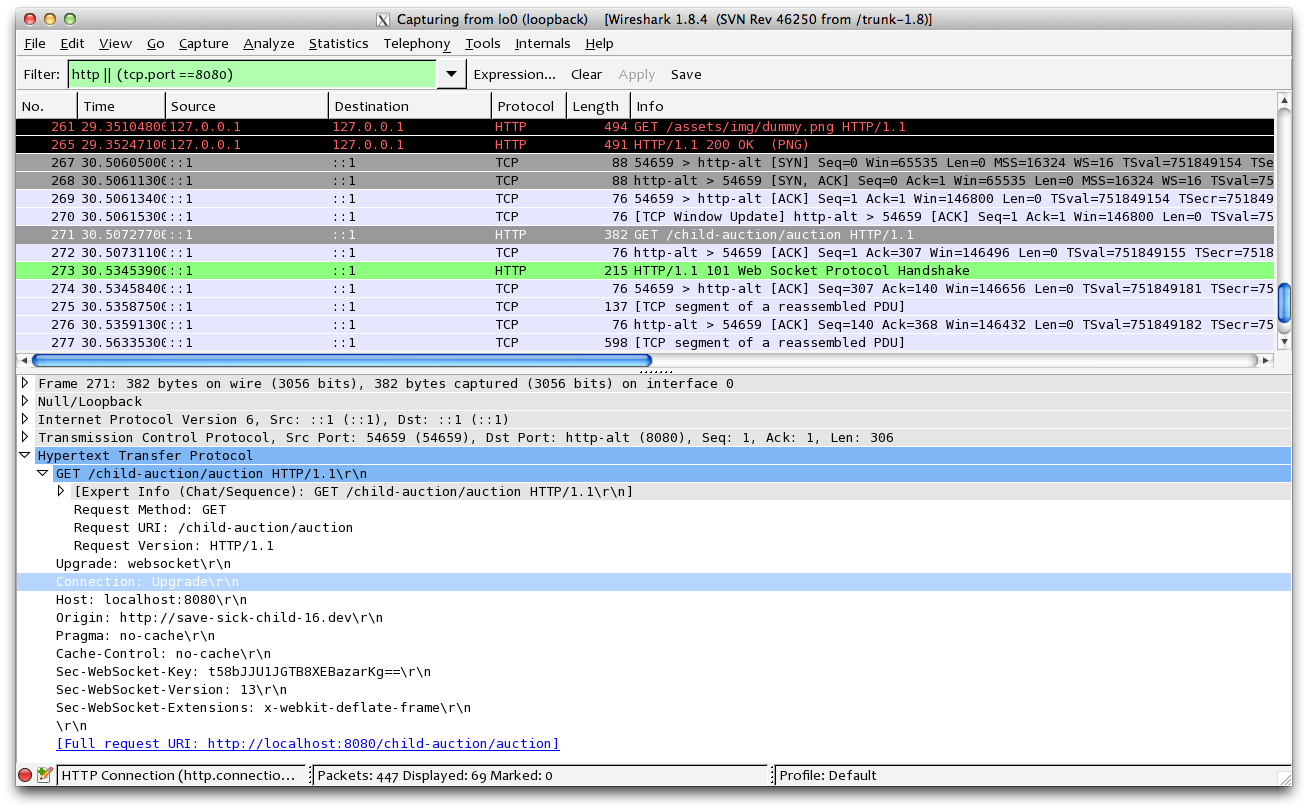 Capturing from lo0 (loopback)    [Wireshark 1.8.4  (SVN Rev 46250 from /trunk-1.8)]
File Edit View Go Capture Analyze Statistics Telephony Tools Internals Help
Filter: http || (tcp.port ==8080) Expression... Clear Apply Save
No. Time Source Destination Protocol Length Info
261 29.35104800 127.0.0.1 127.0.0.1 HTTP 494 GET /assets/img/dummy.png HTTP/1.1
265 29.35247100 127.0.0.1 127.0.0.1 HTTP 491 HTTP/1.1 200 OK  (PNG)
267 30.50605000 ::1 ::1 TCP 88 54659 > http-alt [SYN] Seq=0 Win=65535 Len=0 MSS=16324 WS=16 TSval=751849154 TSe
268 30.50611300 ::1 ::1 TCP 88 http-alt > 54659 [SYN, ACK] Seq=0 Ack=1 Win=65535 Len=0 MSS=16324 WS=16 TSval=75
269 30.50613400 ::1 ::1 TCP 76 54659 > http-alt [ACK] Seq=1 Ack=1 Win=146800 Len=0 TSval=751849154 TSecr=751849
270 30.50615300 ::1 ::1 TCP 76 [TCP Window Update] http-alt > 54659 [ACK] Seq=1 Ack=1 Win=146800 Len=0 TSval=75
271 30.50727700 ::1 ::1 HTTP 382 GET /child-auction/auction HTTP/1.1
272 30.50731100 ::1 ::1 TCP 76 http-alt > 54659 [ACK] Seq=1 Ack=307 Win=146496 Len=0 TSval=751849155 TSecr=7518
273 30.53453900 ::1 ::1 HTTP 215 HTTP/1.1 101 Web Socket Protocol Handshake
274 30.53458400 ::1 ::1 TCP 76 54659 > http-alt [ACK] Seq=307 Ack=140 Win=146656 Len=0 TSval=751849181 TSecr=75
275 30.53587500 ::1 ::1 TCP 137 [TCP segment of a reassembled PDU]
276 30.53591300 ::1 ::1 TCP 76 http-alt > 54659 [ACK] Seq=140 Ack=368 Win=146432 Len=0 TSval=751849182 TSecr=75
277 30.56335300 ::1 ::1 TCP 598 [TCP segment of a reassembled PDU]
Frame 271: 382 bytes on wire (3056 bits), 382 bytes captured (3056 bits) on interface 0
Null/Loopback
Internet Protocol Version 6, Src: ::1 (::1), Dst: ::1 (::1)
Transmission Control Protocol, Src Port: 54659 (54659), Dst Port: http-alt (8080), Seq: 1, Ack: 1, Len: 306
Hypertext Transfer Protocol
GET /child-auction/auction HTTP/1.1\r\n
[Expert Info (Chat/Sequence): GET /child-auction/auction HTTP/1.1\r\n]
Request Method: GET
Request URI: /child-auction/auction
Request Version: HTTP/1.1
Upgrade: websocket\r\n
Connection: Upgrade\r\n
Host: localhost:8080\r\n
Origin: http://save-sick-child-16.dev\r\n
Pragma: no-cache\r\n
Cache-Control: no-cache\r\n
Sec-WebSocket-Key: t58bJJU1JGTB8XEBazarKg==\r\n
Sec-WebSocket-Version: 13\r\n
Sec-WebSocket-Extensions: x-webkit-deflate-frame\r\n
\r\n
[Full request URI: http://localhost:8080/child-auction/auction]
HTTP Connection (http.connectio... Packets: 447 Displayed: 69 Marked: 0 Profile: Default